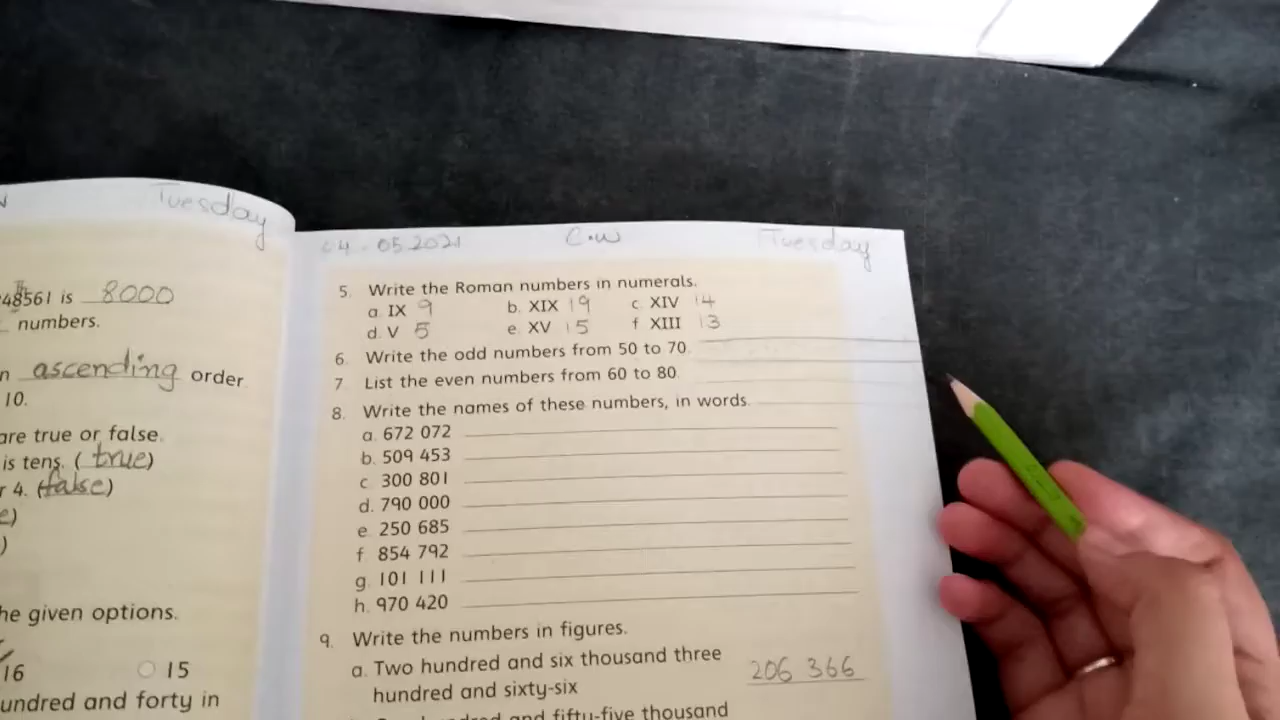 Tuesday
48561 is 8000
numbers.
ascending order
10.
are true or false.
is tens. (true)
4. (false)
he given options.
16 15
undred and forty in
4.05.2021 C.W Tuesday
5. Write the Roman numbers in numerals.
a. IX 9 b. XIX 19 c. XIV 14
d. V 5 e. XV 15 f XIII 13
6. Write the odd numbers from 50 to 70.
7. List the even numbers from 60 to 80.
8. Write the names of these numbers, in words.
a. 672 072
b. 509 453
c. 300 801
d. 790 000
e. 250 685
f 854 792
g. 101 111
h. 970 420
9. Write the numbers in figures.
a. Two hundred and six thousand three
hundred and sixty-six 206 366
and fifty-five thousand